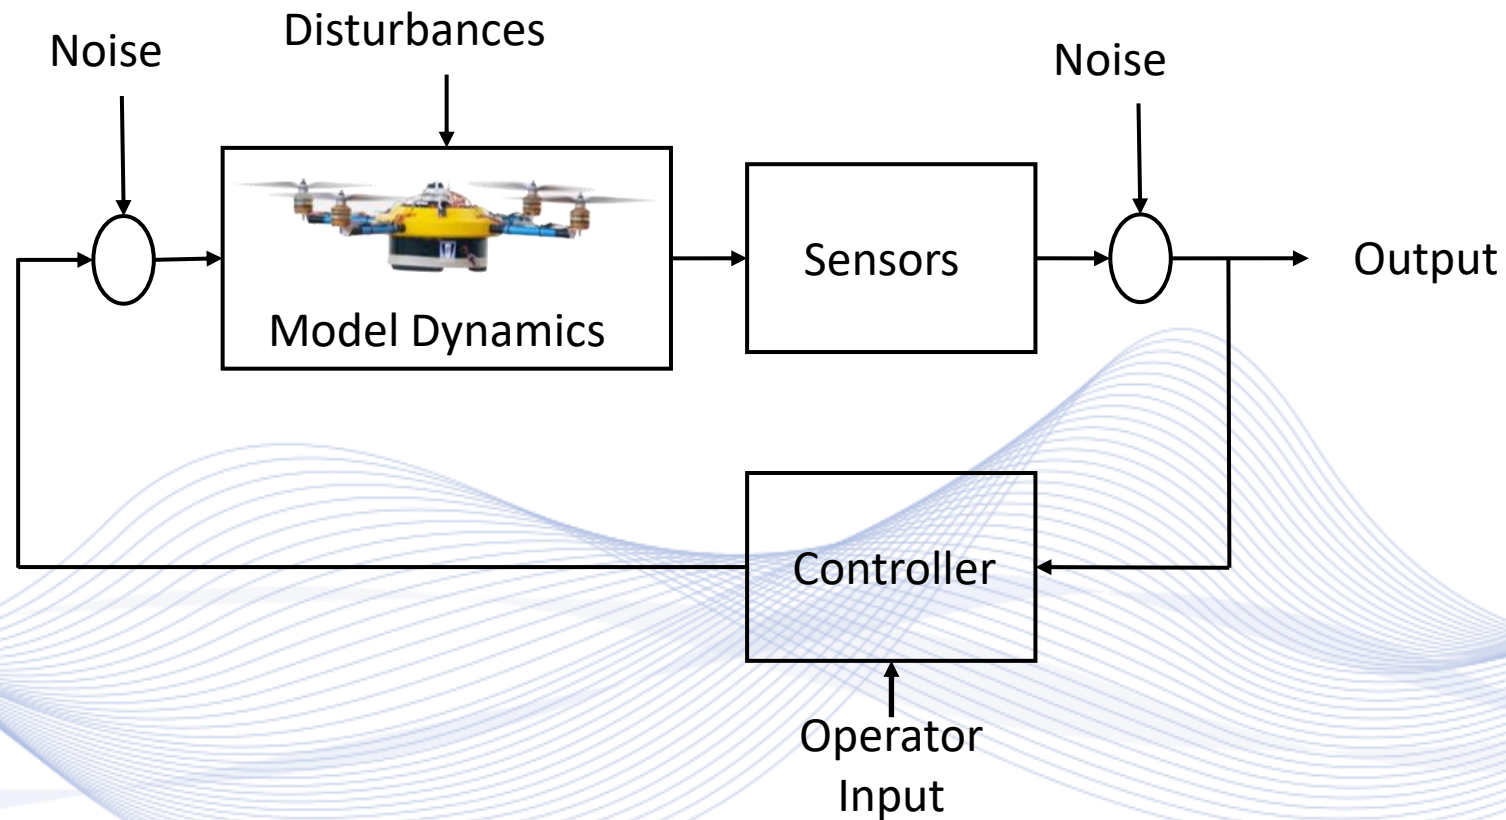 Noise
Disturbances
Noise
Model Dynamics
Sensors
Output
Controller
Operator
Input